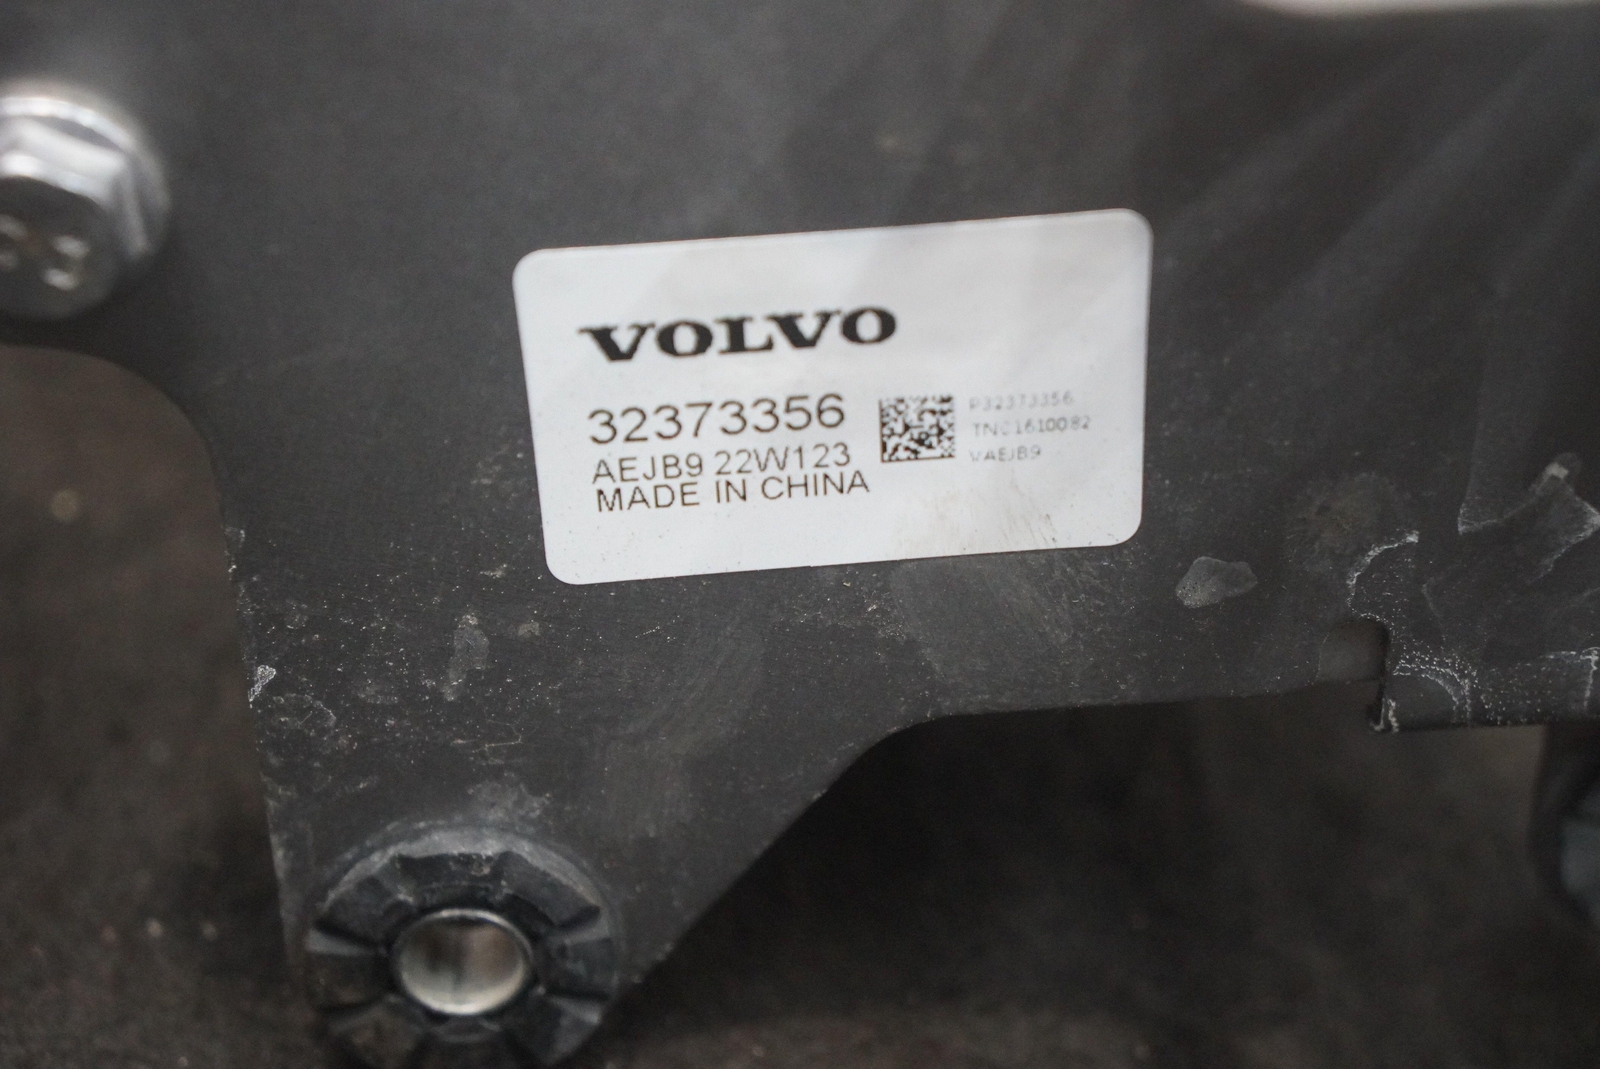 VOLVO
32373356
AEJB9 22W123
MADE IN CHINA
P32373356
TNC1610082
VAEJB9